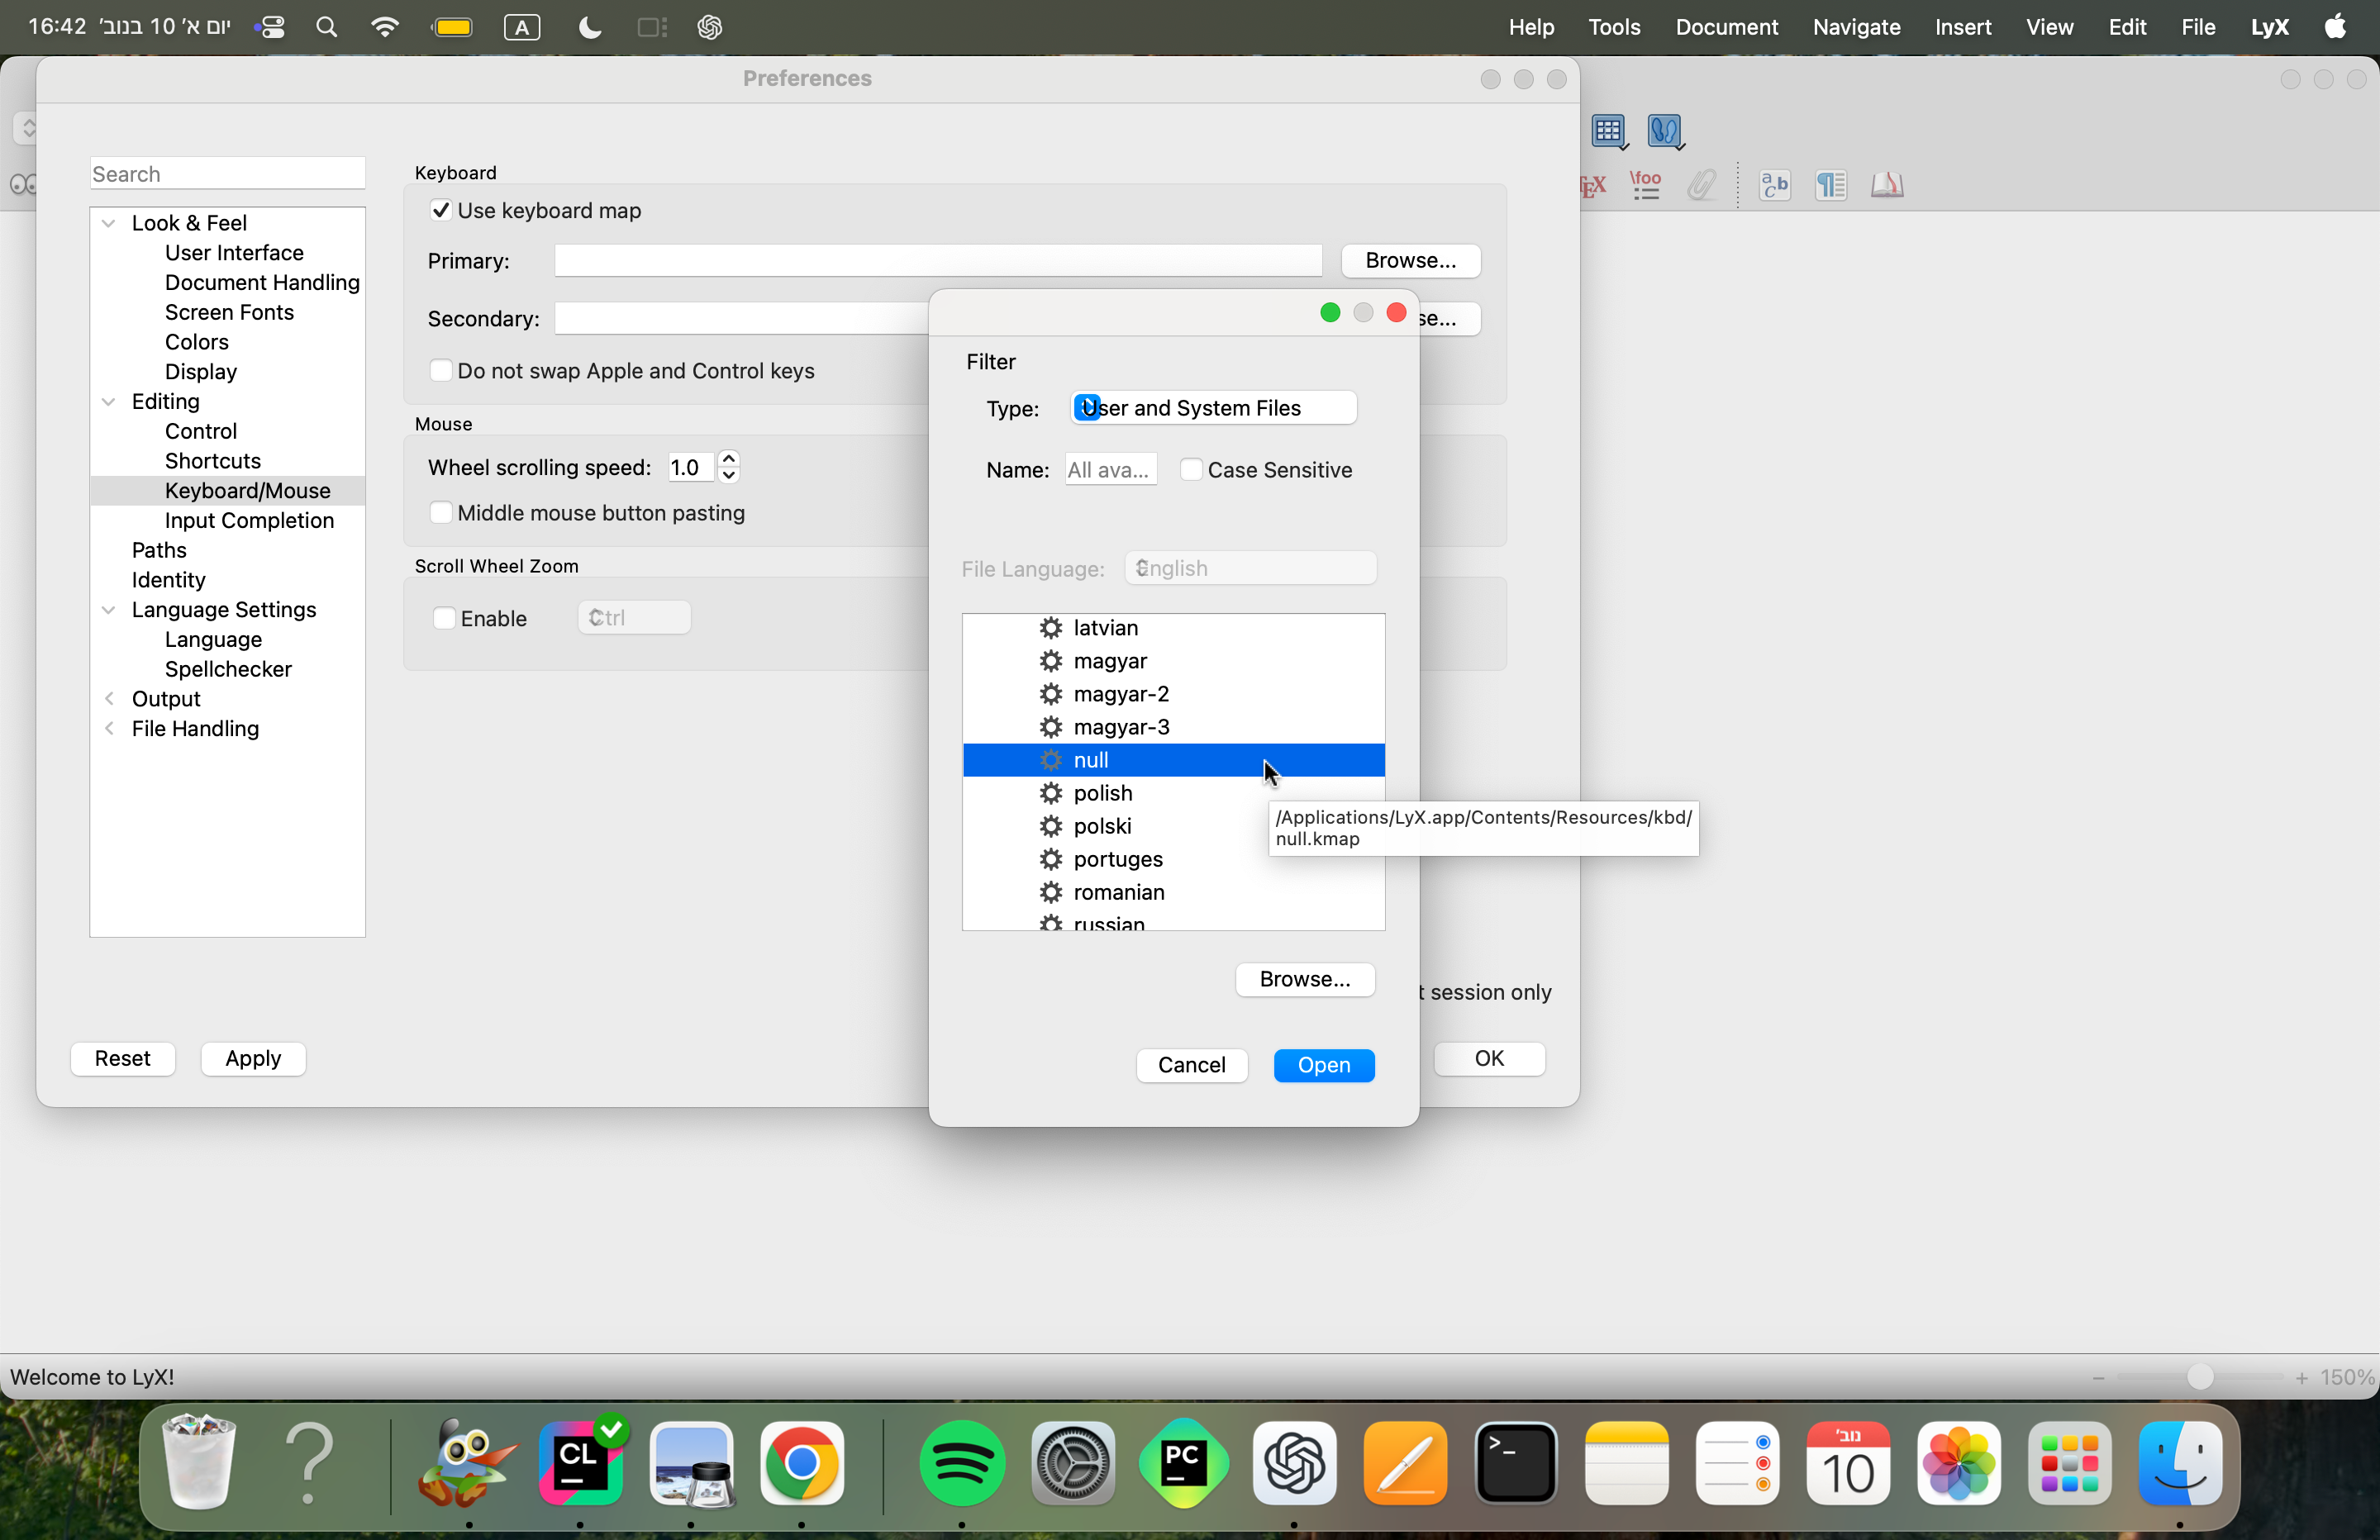 16:42 יום א׳ 10 בנוב׳
A
Help Tools Document Navigate Insert View Edit File LyX
Preferences
Search
Look & Feel
User Interface
Document Handling
Screen Fonts
Colors
Display
Editing
Control
Shortcuts
Keyboard/Mouse
Input Completion
Paths
Identity
Language Settings
Language
Spellchecker
Output
File Handling
Keyboard
Use keyboard map
Primary: Browse...
Secondary: se...
Do not swap Apple and Control keys
Mouse
Wheel scrolling speed: 1.0
Middle mouse button pasting
Scroll Wheel Zoom
Enable Ctrl
t session only
Reset Apply OK
Filter
Type: User and System Files
Name: All ava... Case Sensitive
File Language: English
latvian
magyar
magyar-2
magyar-3
null
polish
polski
portuges
romanian
russian
/Applications/LyX.app/Contents/Resources/kbd/
null.kmap
Browse...
Cancel Open
\foo
Welcome to LyX!
150%
CL
PC
נוב׳
10